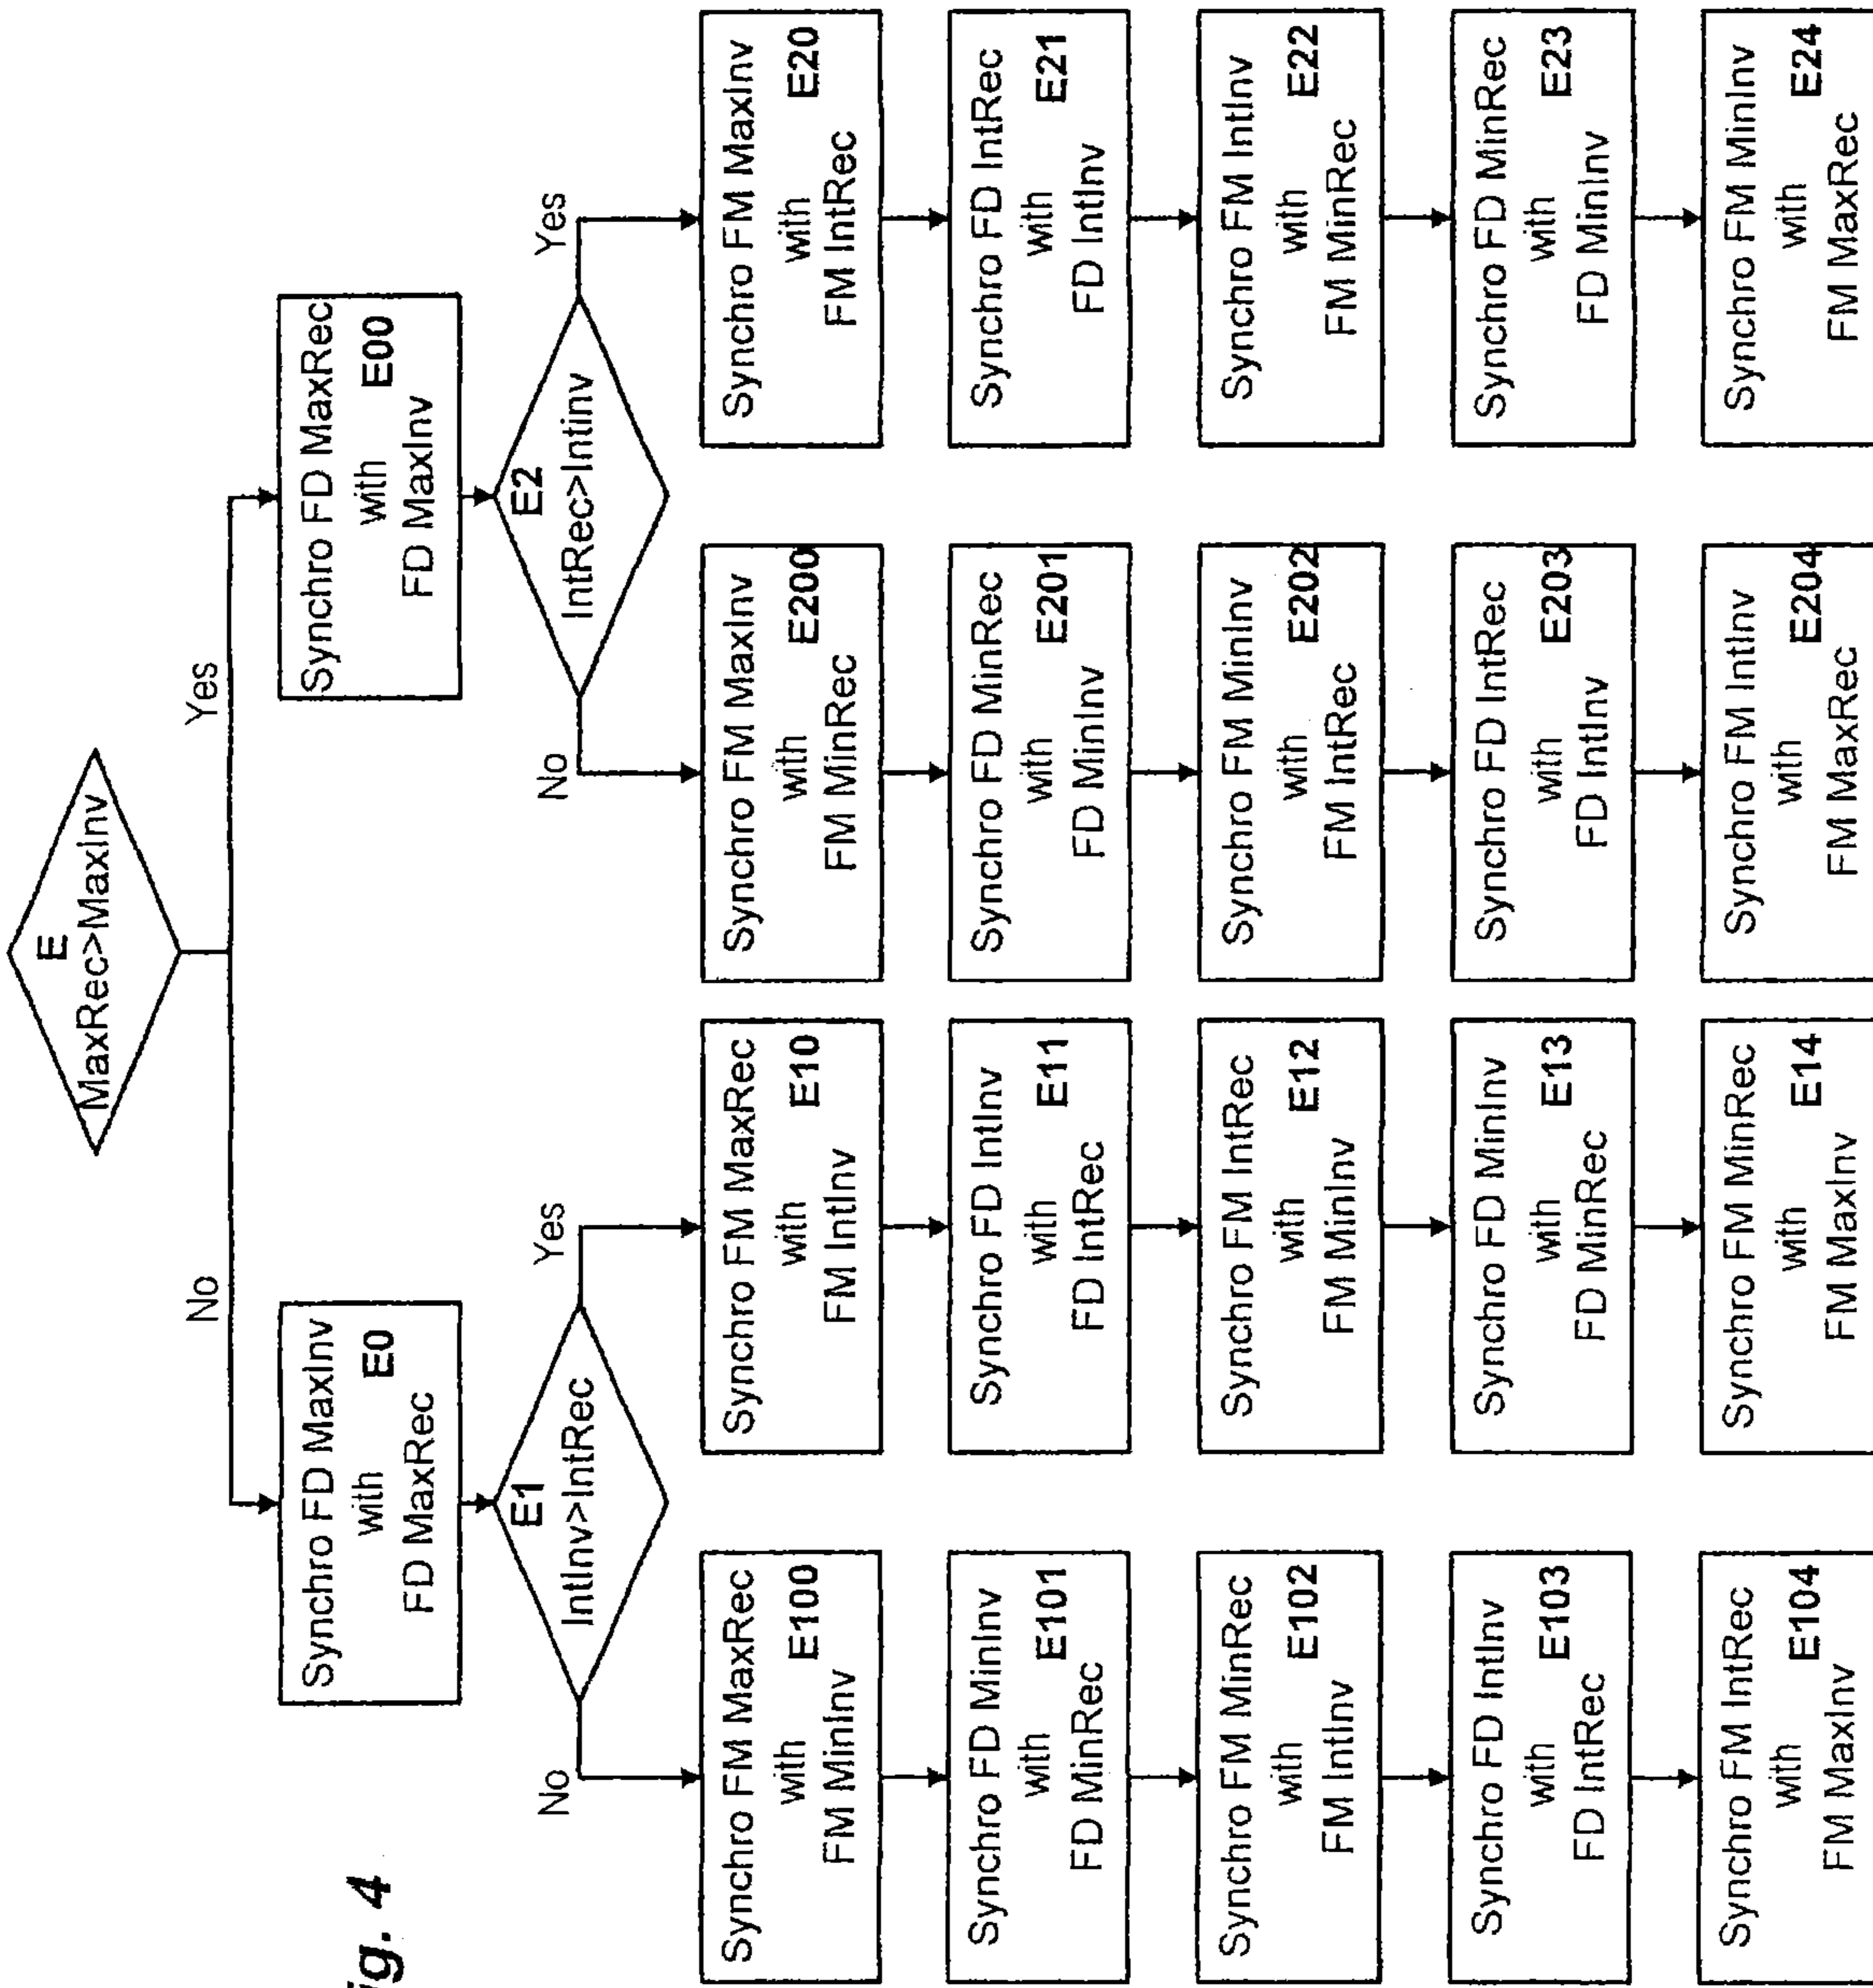 E
MaxRec>MaxInv
No
Yes
Synchro FD MaxInv
with
E0
FD MaxRec
Synchro FD MaxRec
with
E00
FD MaxInv
E1
IntInv>IntRec
No
Yes
E2
IntRec>Intinv
No
Yes
Synchro FM MaxRec
with
E100
FM MinInv
Synchro FD MinInv
with
E101
FD MinRec
Synchro FM MinRec
with
E102
FM IntInv
Synchro FD IntInv
with
E103
FD IntRec
Synchro FM IntRec
with
E104
FM MaxInv
Synchro FM MaxRec
with
E10
FM IntInv
Synchro FD IntInv
with
E11
FD IntRec
Synchro FM IntRec
with
E12
FM MinInv
Synchro FD MinInv
with
E13
FD MinRec
Synchro FM MinRec
with
E14
FM MaxInv
Synchro FM MaxInv
with
E200
FM MinRec
Synchro FD MinRec
with
E201
FD MinInv
Synchro FM MinInv
with
E202
FM IntRec
Synchro FD IntRec
with
E203
FD IntInv
Synchro FM IntInv
with
E204
FM MaxRec
Synchro FM MaxInv
with
E20
FM IntRec
Synchro FD IntRec
with
E21
FD IntInv
Synchro FM IntInv
with
E22
FM MinRec
Synchro FD MinRec
with
E23
FD MinInv
Synchro FM MinInv
with
E24
FM MaxRec
ig. 4